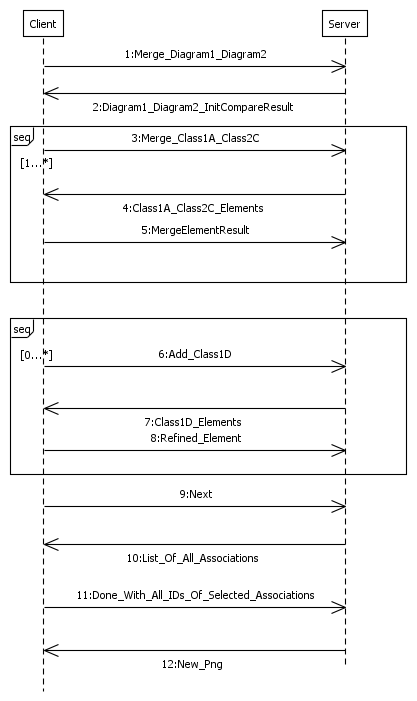 Client Server
1:Merge_Diagram1_Diagram2
2:Diagram1_Diagram2_InitCompareResult
seq
3:Merge_Class1A_Class2C
[1...*]
4:Class1A_Class2C_Elements
5:MergeElementResult
seq
[0...*]
6:Add_Class1D
7:Class1D_Elements
8:Refined_Element
9:Next
10:List_Of_All_Associations
11:Done_With_All_IDs_Of_Selected_Associations
12:New_Png